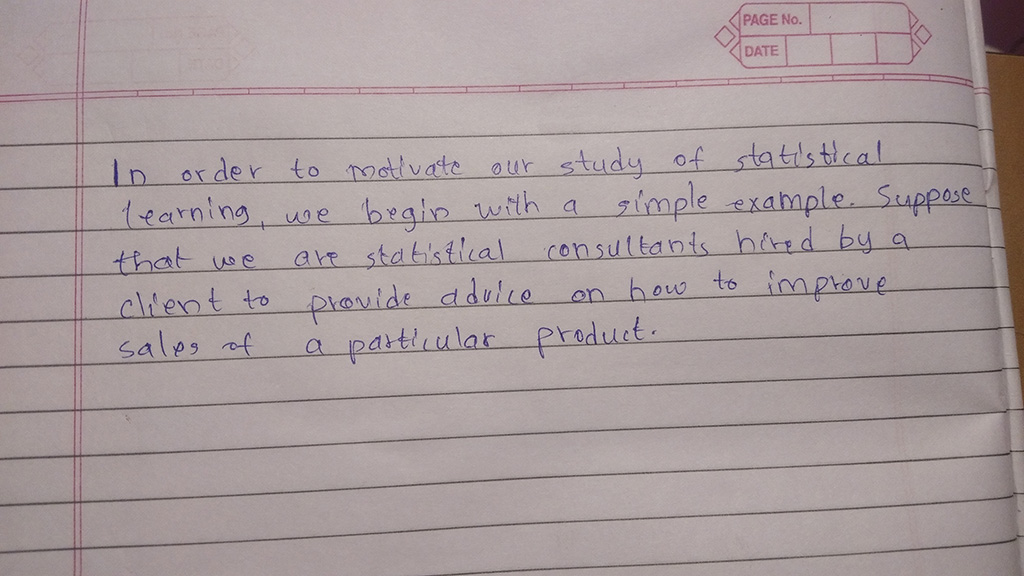 PAGE No.
DATE
In order to motivate our study of statistical
learning, we begin with a simple example. Suppose
that we are statistical consultants hired by a
client to provide advice on how to improve
sales of a particular product.